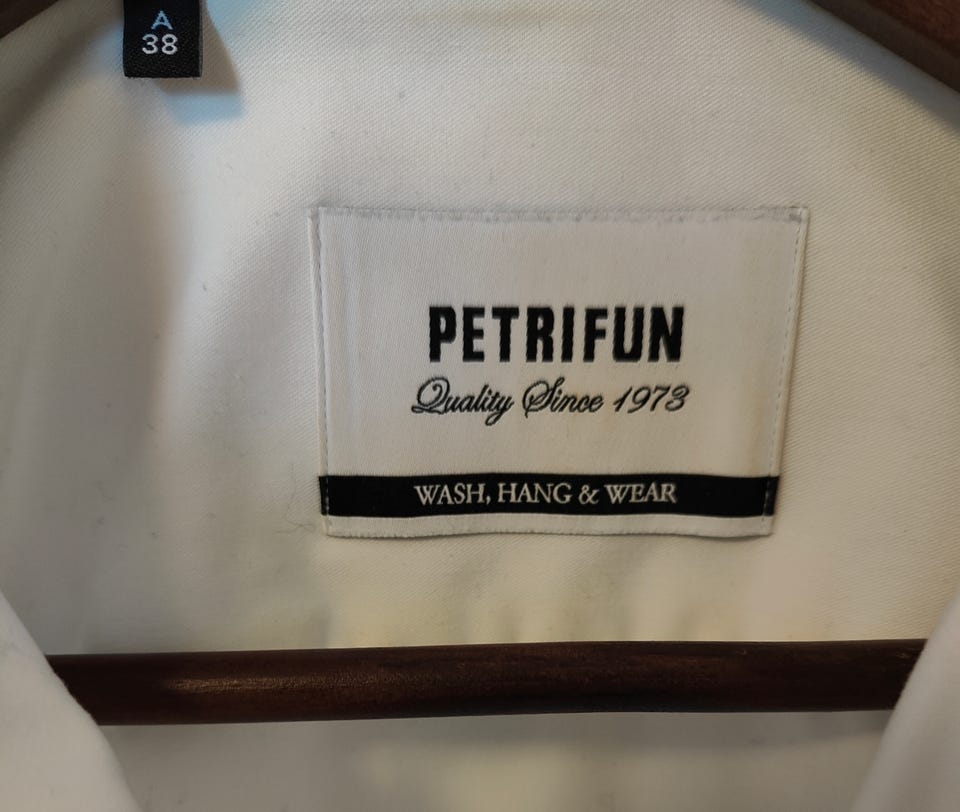 A
38
PETRIFUN
Quality Since 1973
WASH, HANG & WEAR